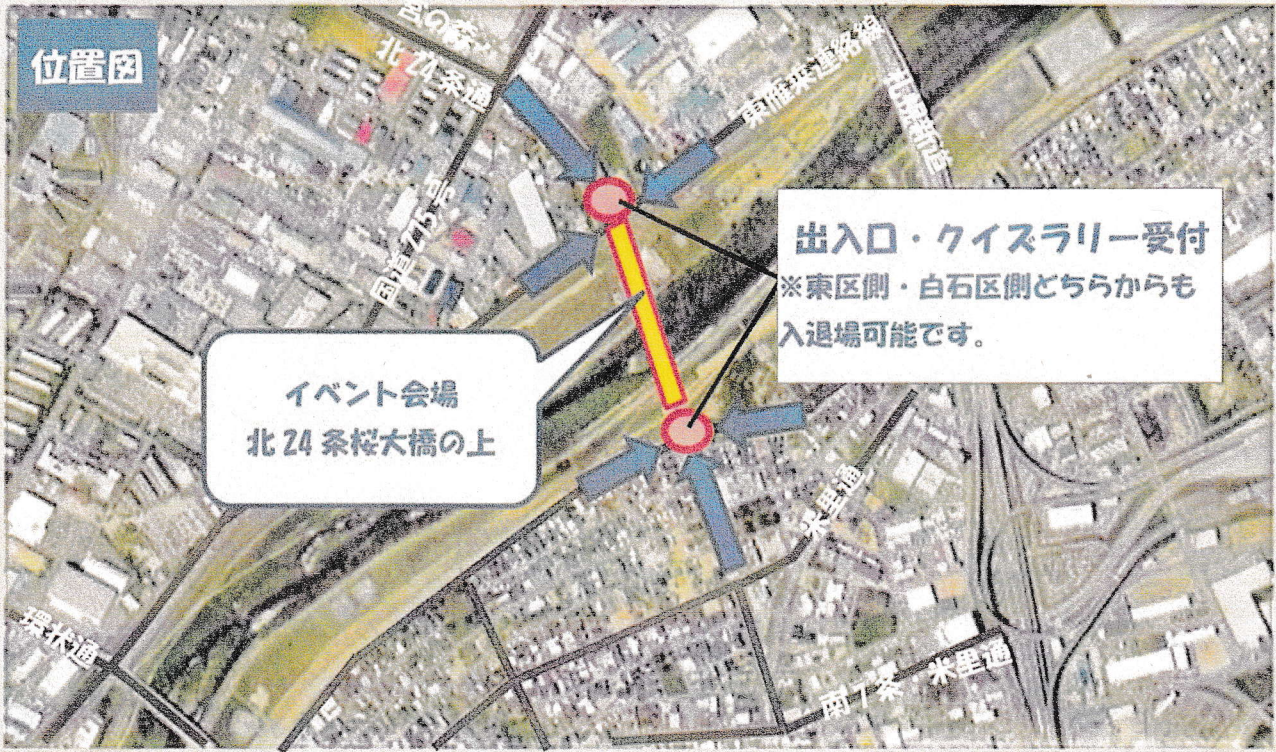 位置図
宮の森
北24条通
東雁来連絡線
札幌新道
国道275号
出入口・クイズラリー受付
※東区側・白石区側どちらからも
入退場可能です。
イベント会場
北24条桜大橋の上
米里通
環状通
南7条・米里通